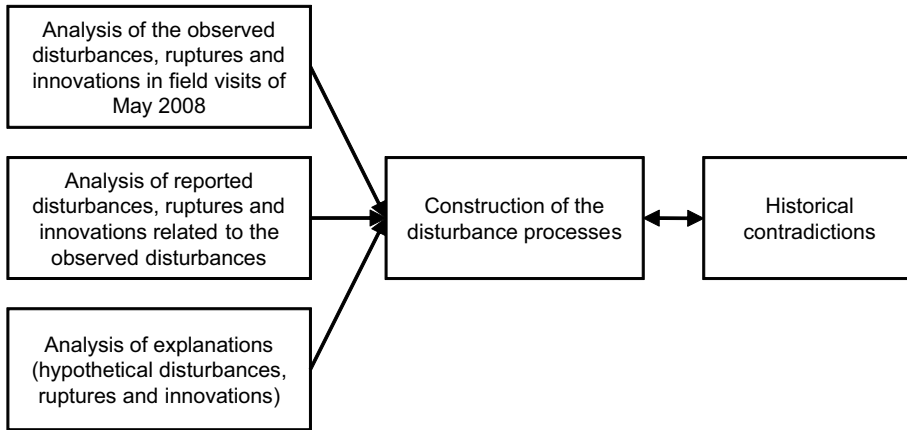 Analysis of the observed
disturbances, ruptures and
innovations in field visits of
May 2008
Analysis of reported
disturbances, ruptures and
innovations related to the
observed disturbances
Analysis of explanations
(hypothetical disturbances,
ruptures and innovations)
Construction of the
disturbance processes
Historical
contradictions